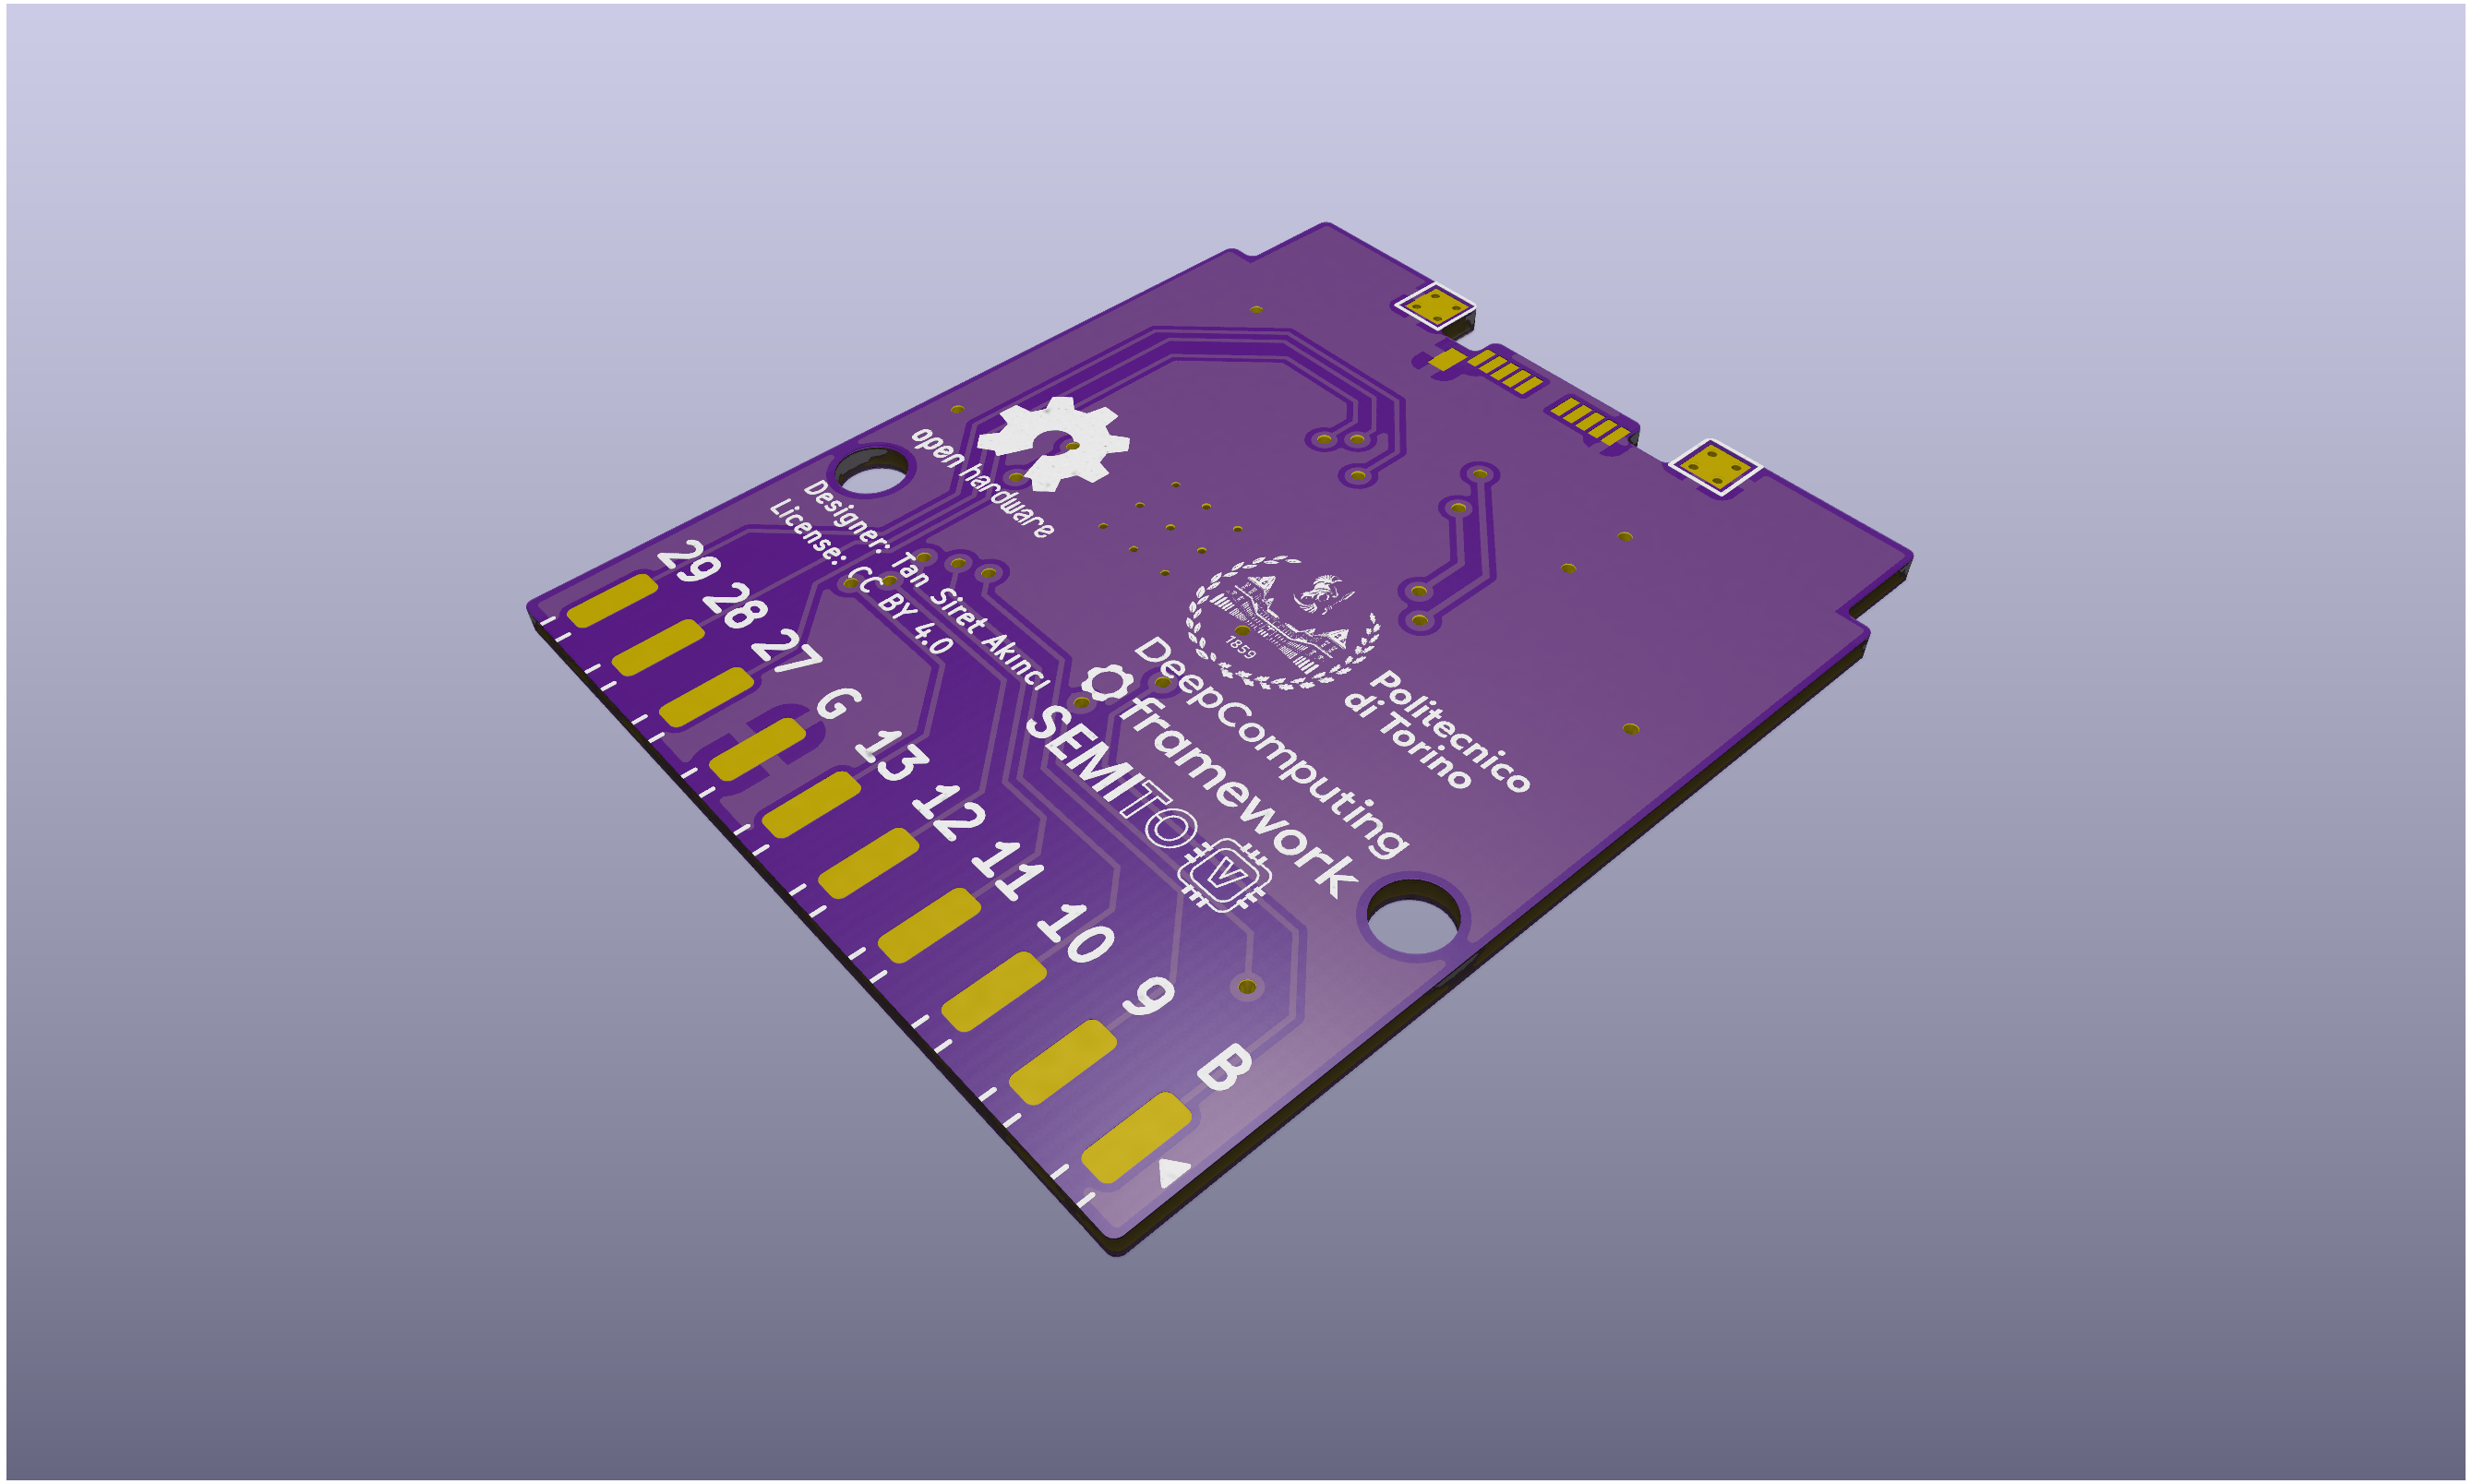 open hardware
Designer: Tan Siret Akinci
License: CC BY 4.0
29
28
27
G
13
12
11
10
9
B
1859
Politecnico
di Torino
DeepComputing
framework
SEMITO
V